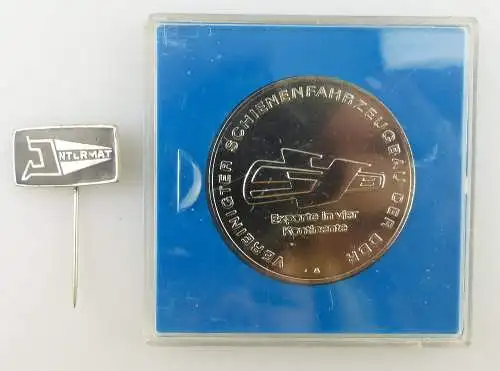 INTERMAT
VEREINIGTER SCHIENENFAHRZEUGBAU DER DDR
Exporte in vier
Kontinente